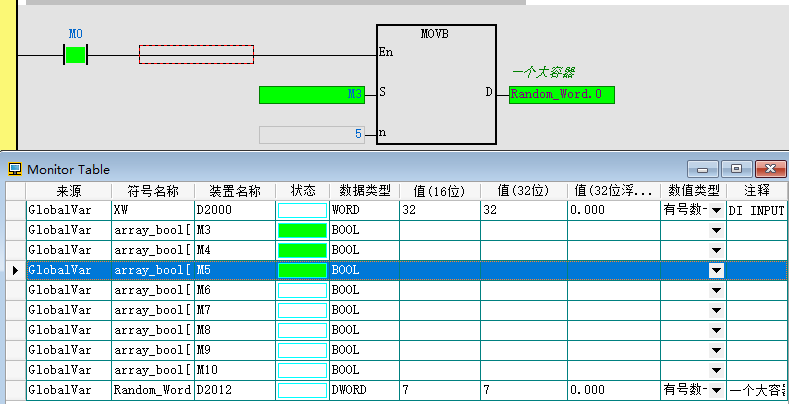 M0
MOVB
En
一个大容器
M3 S D Random_Word.0
5 n
Monitor Table
来源 符号名称 装置名称 状态 数据类型 值(16位) 值(32位) 值(32位浮... 数值类型 注释
GlobalVar XW D2000 WORD 32 32 0.000 有号数- DI INPUT
GlobalVar array_bool[ M3 BOOL
GlobalVar array_bool[ M4 BOOL
GlobalVar array_bool[ M5 BOOL
GlobalVar array_bool[ M6 BOOL
GlobalVar array_bool[ M7 BOOL
GlobalVar array_bool[ M8 BOOL
GlobalVar array_bool[ M9 BOOL
GlobalVar array_bool[ M10 BOOL
GlobalVar Random_Word D2012 DWORD 7 7 0.000 有号数- 一个大容器